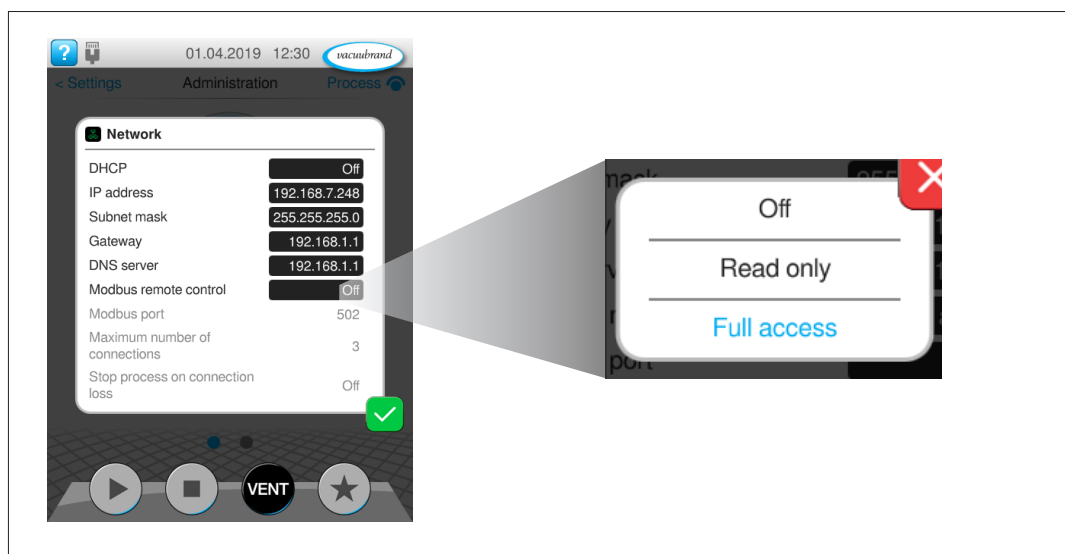 ? 01.04.2019 12:30 vacuubrand
< Settings Administration Process
Network
DHCP Off
IP address 192.168.7.248
Subnet mask 255.255.255.0
Gateway 192.168.1.1
DNS server 192.168.1.1
Modbus remote control Off
Modbus port 502
Maximum number of
connections 3
Stop process on connection
loss Off
VENT
Off
Read only
Full access
port